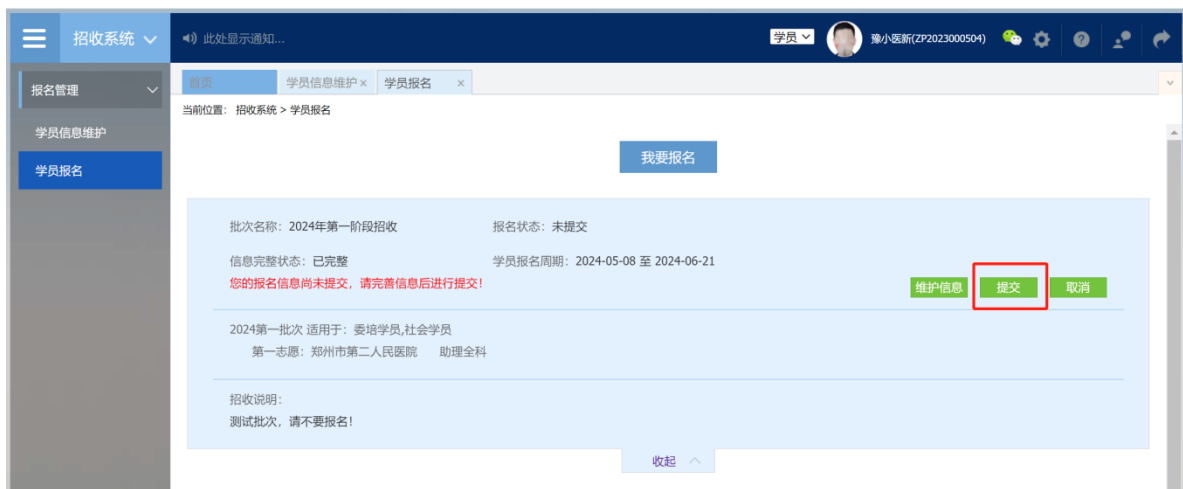 招收系统
此处显示通知...
学员
豫小医新(ZP2023000504)
报名管理
首页
学员信息维护×
学员报名 ×
当前位置： 招收系统 > 学员报名
学员信息维护
学员报名
我要报名
批次名称：2024年第一阶段招收 报名状态：未提交
信息完整状态：已完整 学员报名周期：2024-05-08 至 2024-06-21
您的报名信息尚未提交，请完善信息后进行提交！
维护信息 提交 取消
2024第一批次 适用于：委培学员,社会学员
第一志愿：郑州市第二人民医院 助理全科
招收说明：
测试批次，请不要报名！
收起